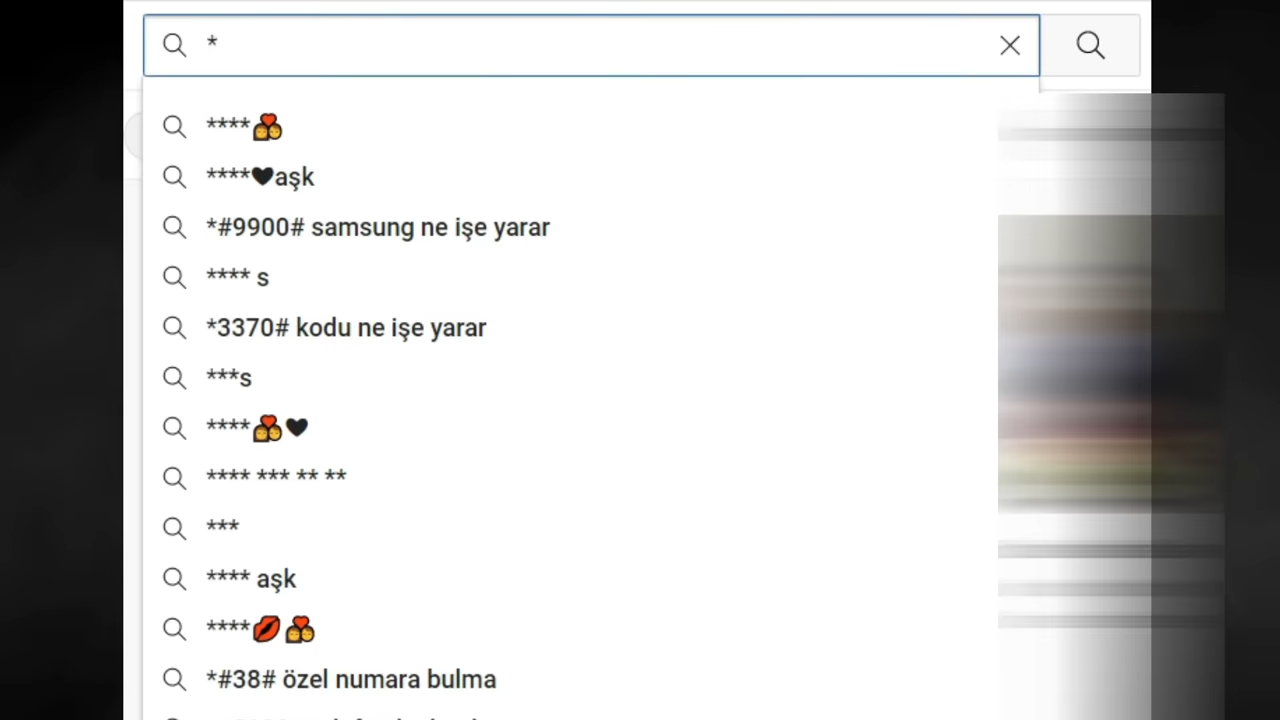 *
****💏
****🖤aşk
*#9900# samsung ne işe yarar
**** s
*3370# kodu ne işe yarar
***s
****💏🖤
**** *** ** **
***
**** aşk
****💋💏
*#38# özel numara bulma